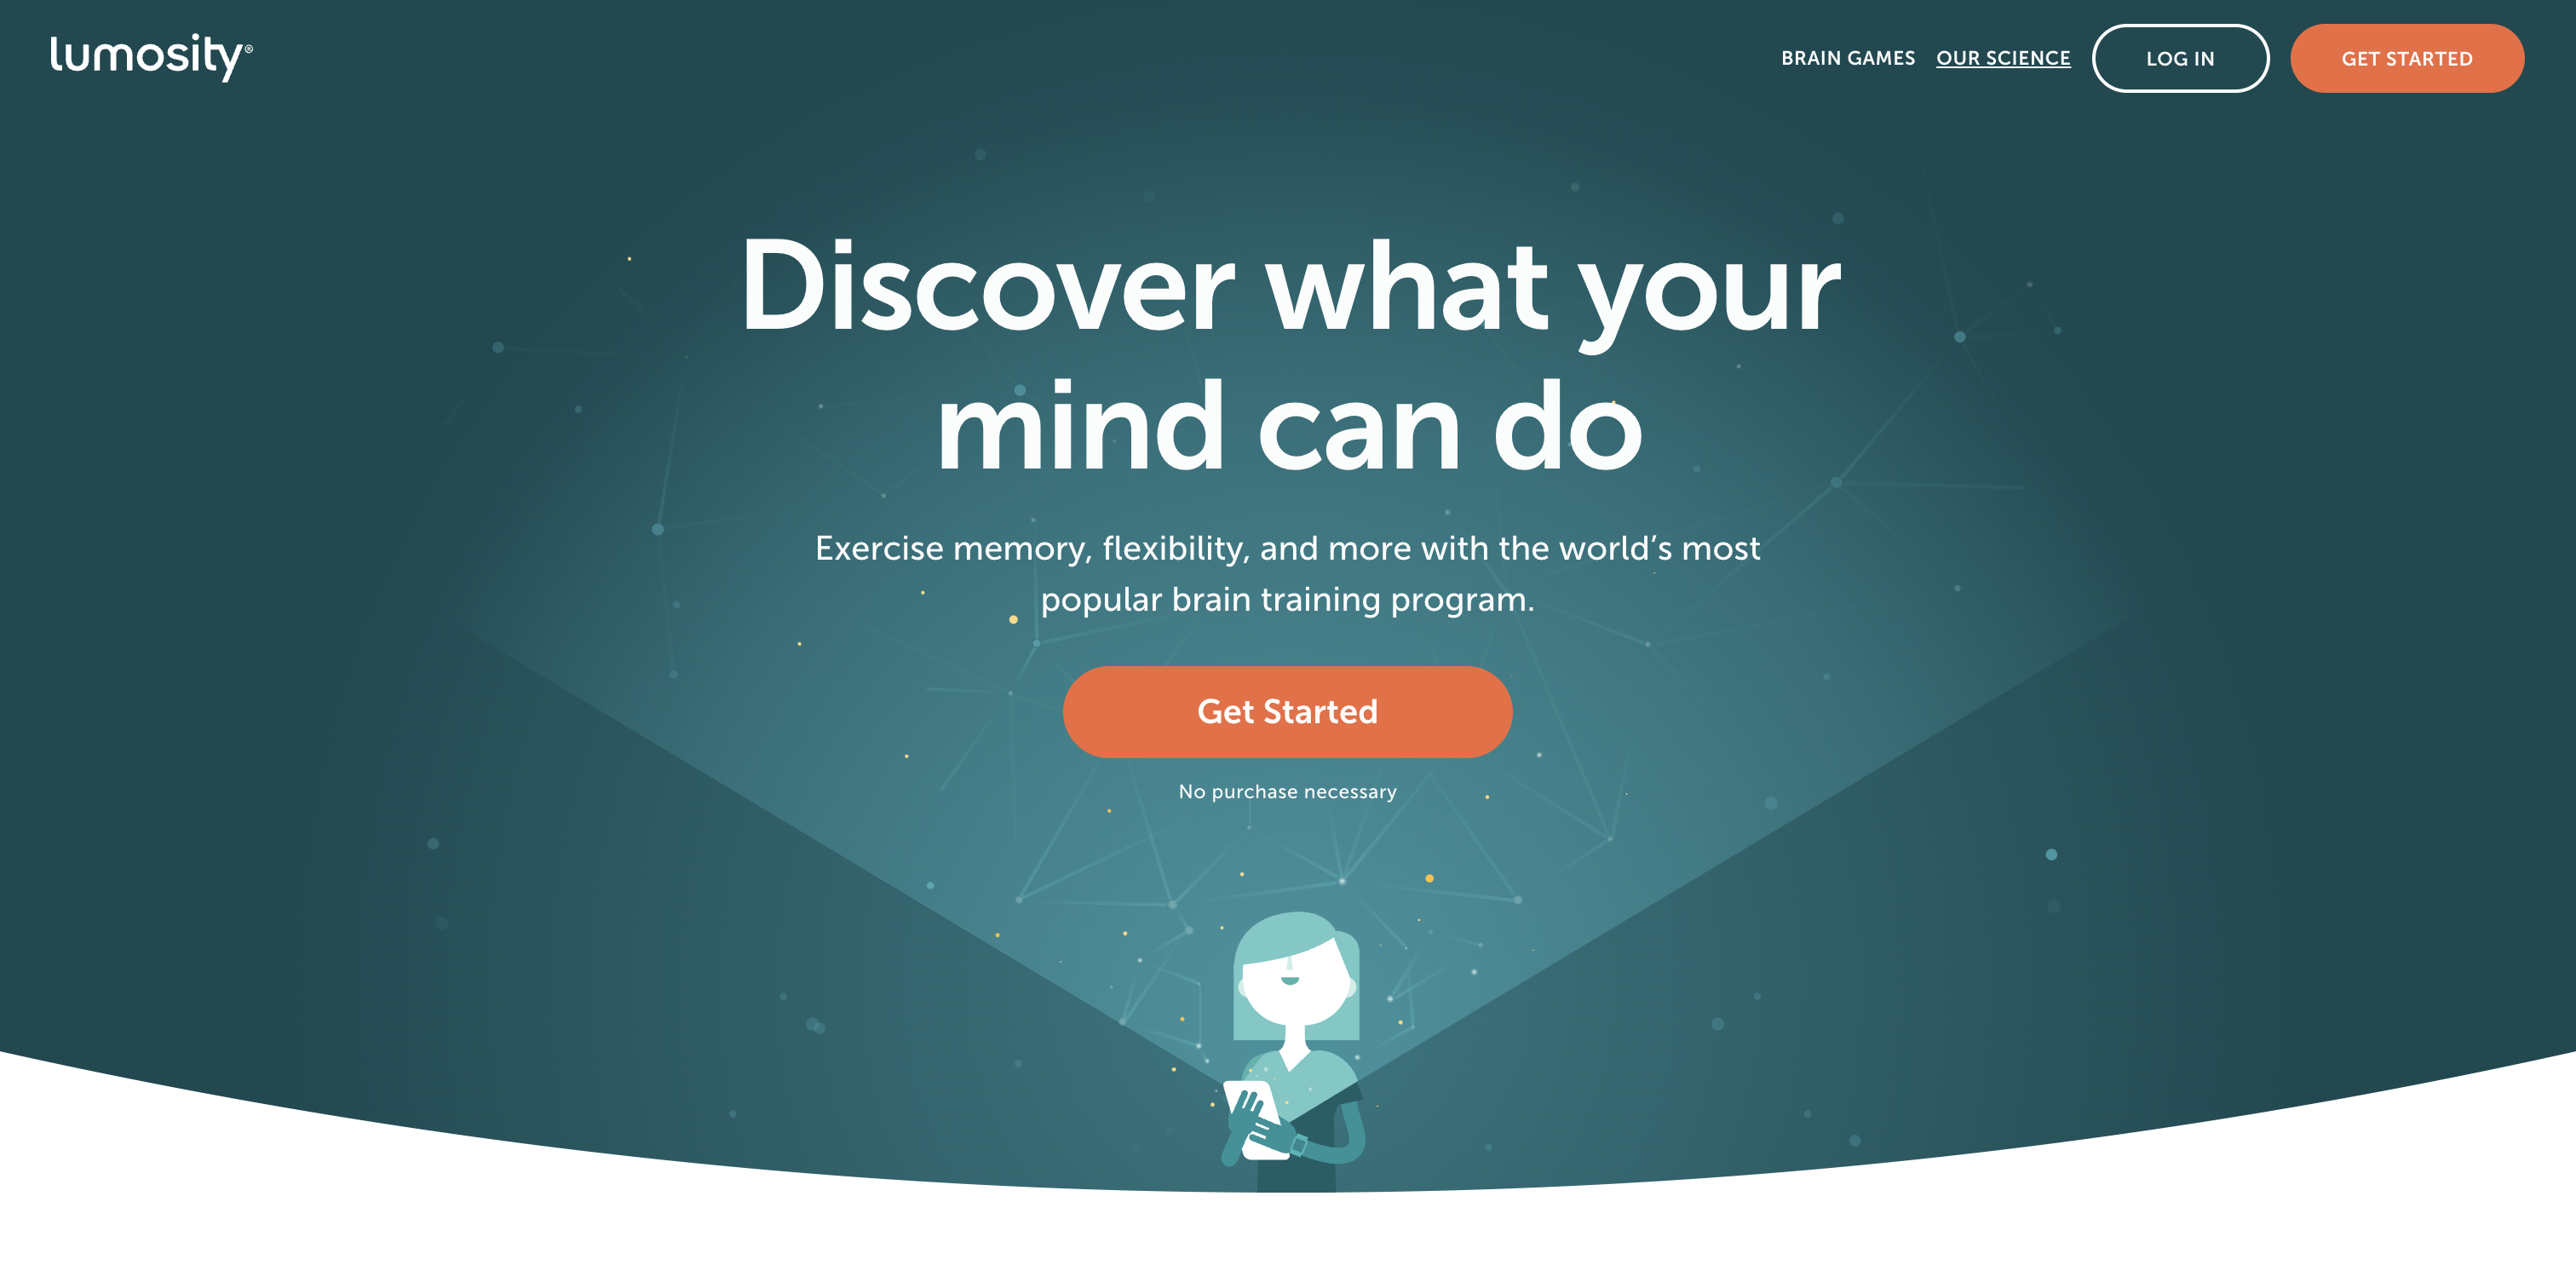 lumosity®
BRAIN GAMES
OUR SCIENCE
LOG IN
GET STARTED
Discover what your
mind can do
Exercise memory, flexibility, and more with the world’s most
popular brain training program.
Get Started
No purchase necessary